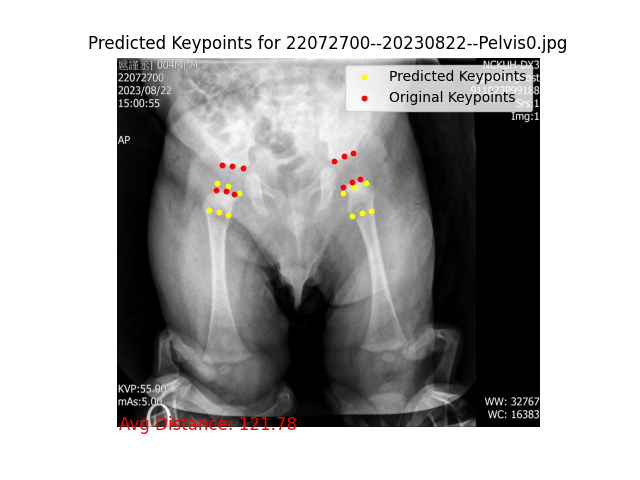 Predicted Keypoints for 22072700--20230822--Pelvis0.jpg
004M
22072700
2023/08/22
15:00:55
AP
NCKUH-DX3
Predicted Keypoints
Original Keypoints
Srs:1
Img:1
KVP:55.00
mAs:5.00
WW: 32767
WC: 16383
Avg Distance: 121.78